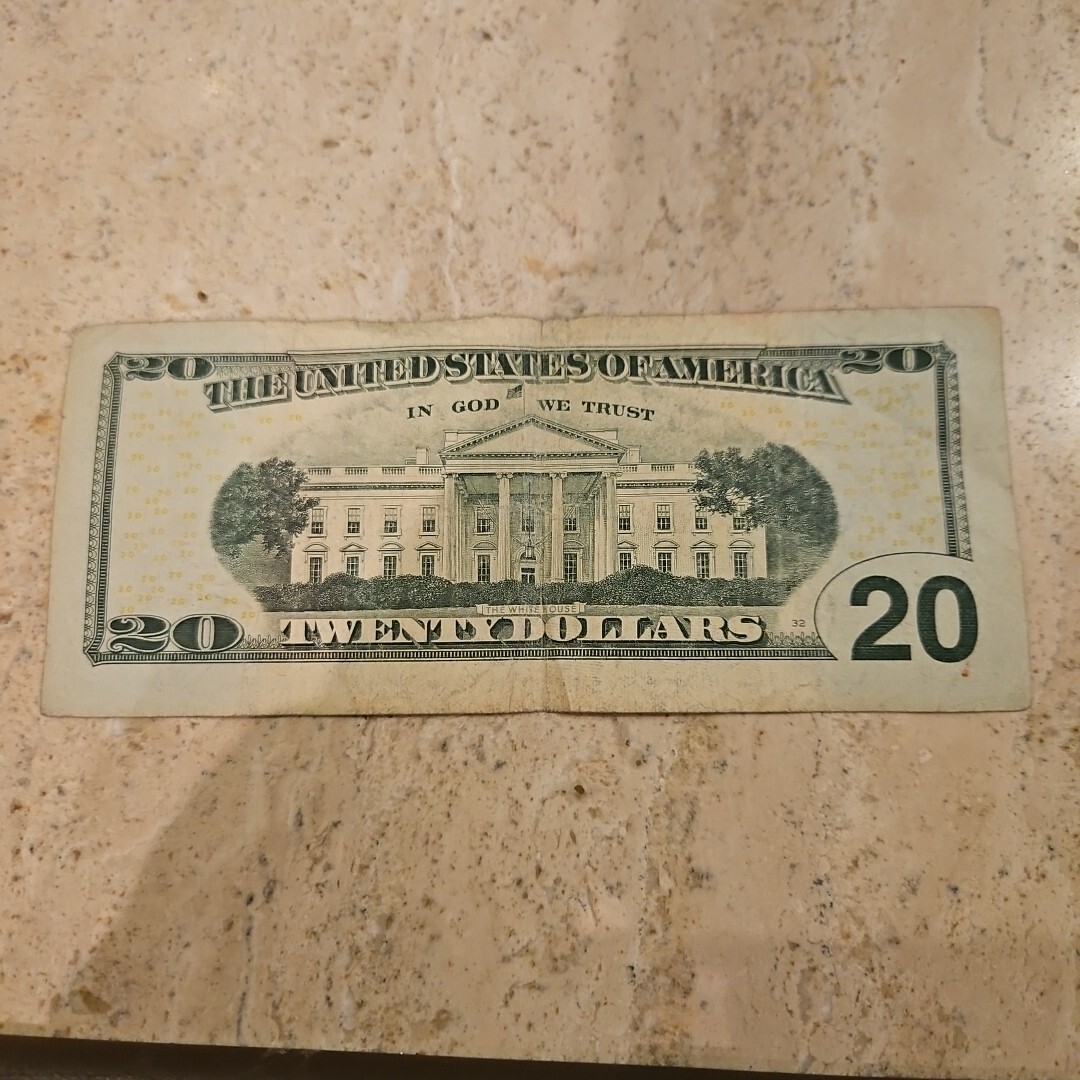 20 20
THE UNITED STATES OF AMERICA
IN GOD WE TRUST
THE WHITE HOUSE
20 TWENTY DOLLARS 32 20